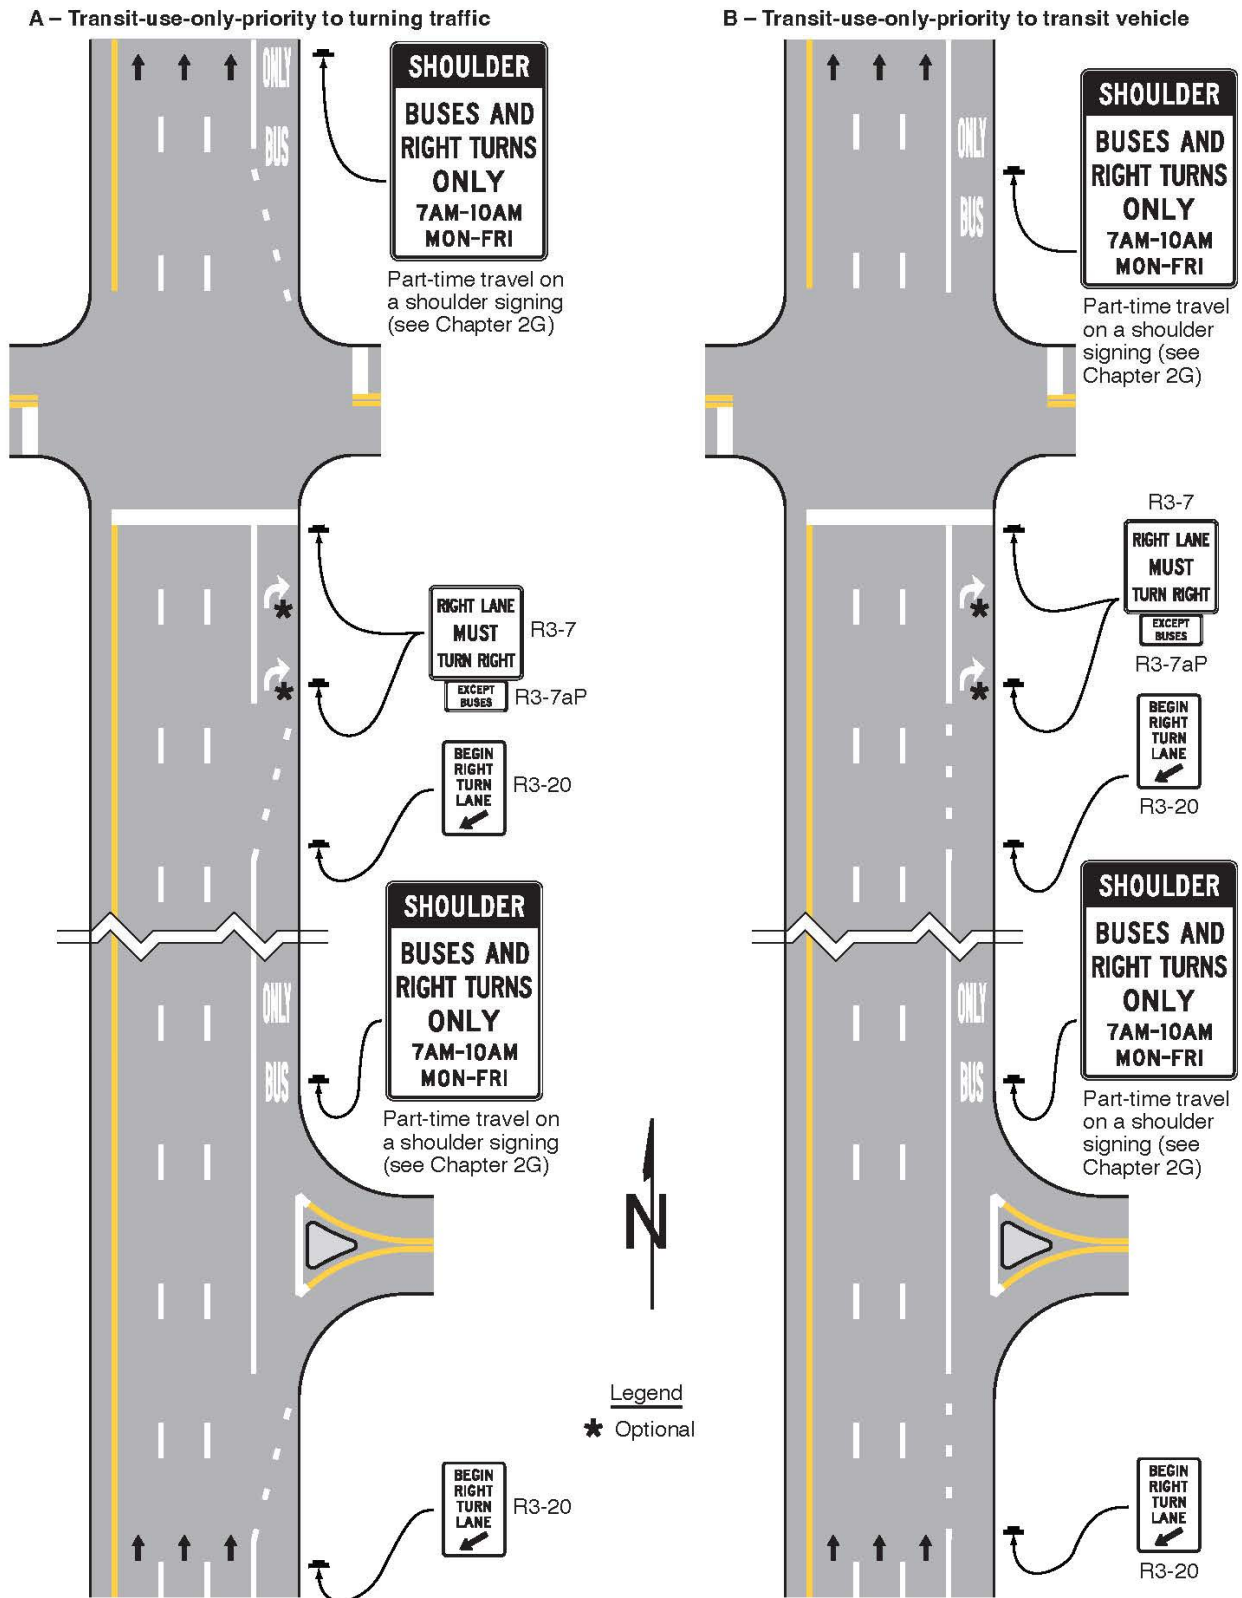 A – Transit-use-only-priority to turning traffic
ONLY
BUS
SHOULDER
BUSES AND
RIGHT TURNS
ONLY
7AM–10AM
MON–FRI
Part-time travel on
a shoulder signing
(see Chapter 2G)
RIGHT LANE
MUST
TURN RIGHT
R3-7
EXCEPT
BUSES
R3-7aP
BEGIN
RIGHT
TURN
LANE
R3-20
SHOULDER
BUSES AND
RIGHT TURNS
ONLY
7AM–10AM
MON–FRI
ONLY
BUS
Part-time travel on
a shoulder signing
(see Chapter 2G)
BEGIN
RIGHT
TURN
LANE
R3-20
N
Legend
* Optional
B – Transit-use-only-priority to transit vehicle
ONLY
BUS
SHOULDER
BUSES AND
RIGHT TURNS
ONLY
7AM–10AM
MON–FRI
Part-time travel
on a shoulder
signing (see
Chapter 2G)
R3-7
RIGHT LANE
MUST
TURN RIGHT
EXCEPT
BUSES
R3-7aP
BEGIN
RIGHT
TURN
LANE
R3-20
SHOULDER
BUSES AND
RIGHT TURNS
ONLY
7AM–10AM
MON–FRI
ONLY
BUS
Part-time travel
on a shoulder
signing (see
Chapter 2G)
BEGIN
RIGHT
TURN
LANE
R3-20